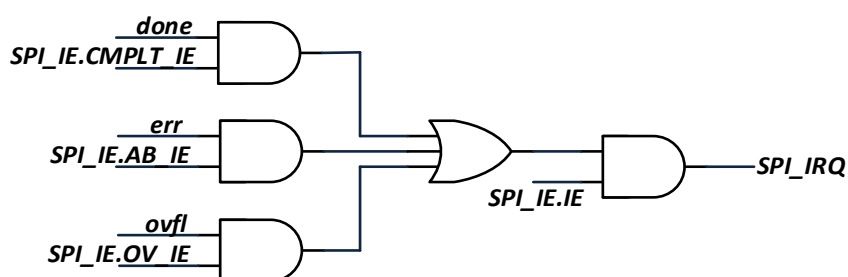 done
SPI_IE.CMPLT_IE
err
SPI_IE.AB_IE
SPI_IRQ
SPI_IE.IE
ovfl
SPI_IE.OV_IE